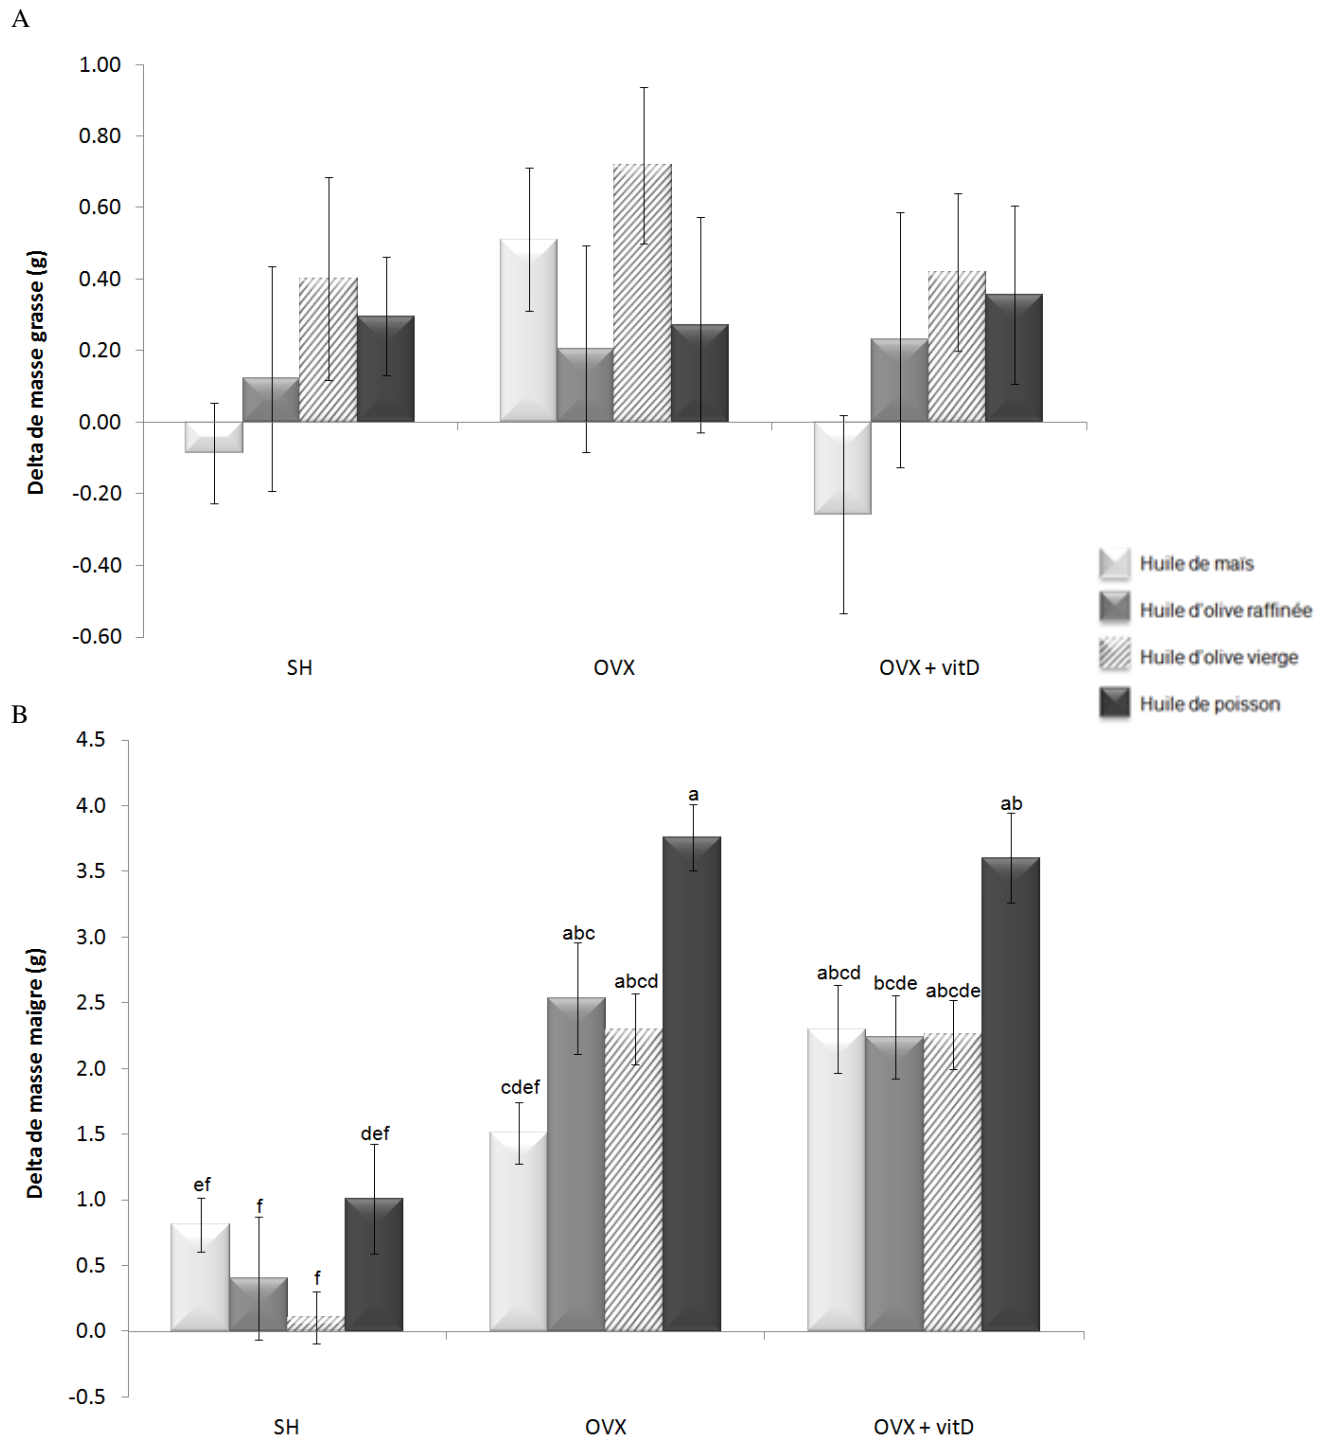 A
Delta de masse grasse (g)
1.00
0.80
0.60
0.40
0.20
0.00
-0.20
-0.40
-0.60
SH
OVX
OVX + vitD
Huile de maïs
Huile d'olive raffinée
Huile d'olive vierge
Huile de poisson
B
Delta de masse maigre (g)
4.5
4.0
3.5
3.0
2.5
2.0
1.5
1.0
0.5
0.0
-0.5
ef
f
f
def
cdef
abc
abcd
a
abcd
bcde
abcde
ab
SH
OVX
OVX + vitD